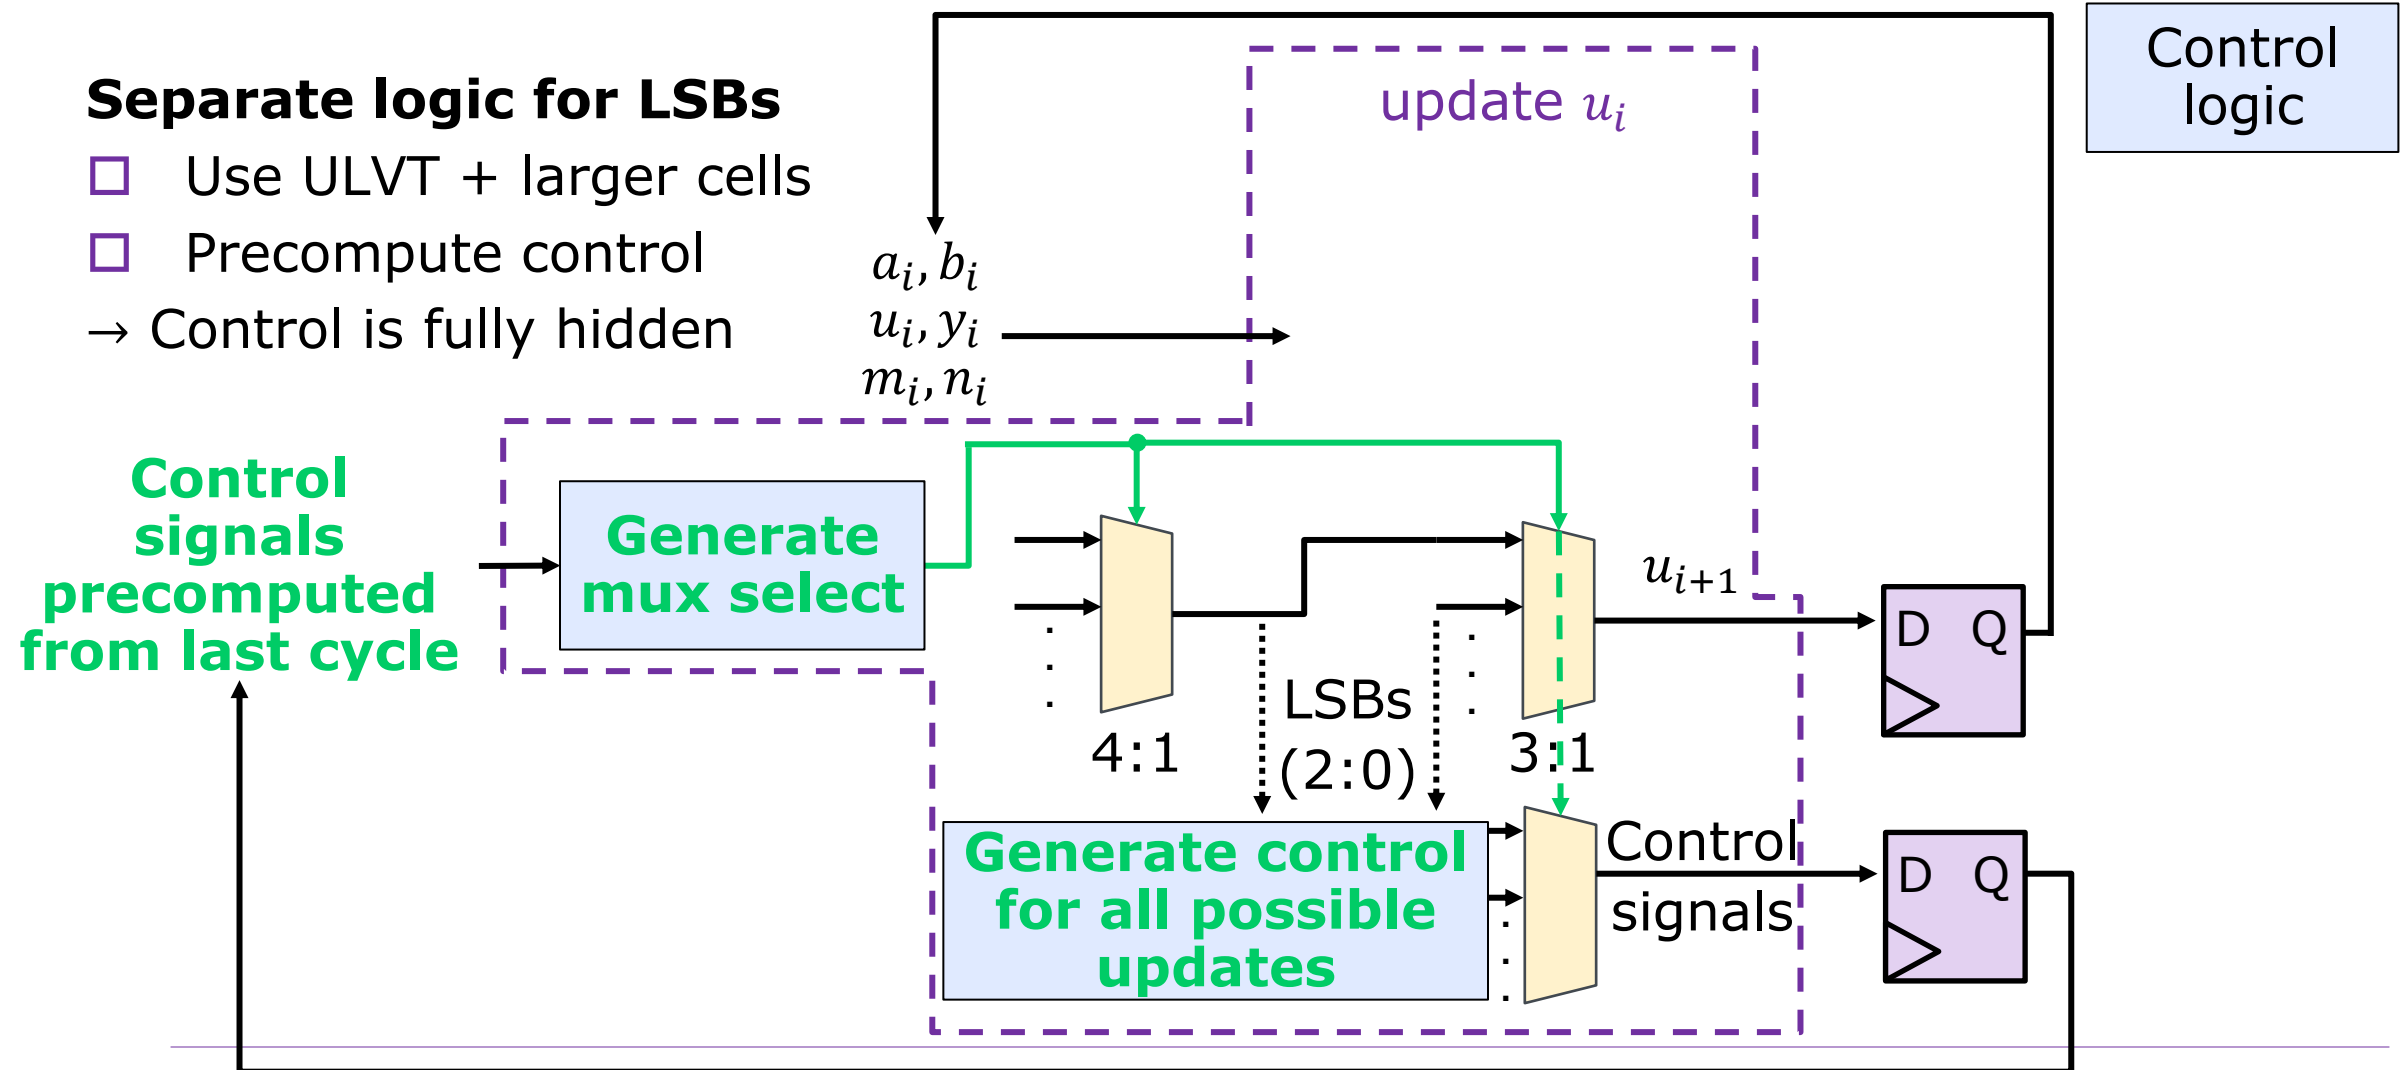 Control
logic
Separate logic for LSBs
Use ULVT + larger cells
Precompute control
→ Control is fully hidden
update uᵢ
aᵢ, bᵢ
uᵢ, yᵢ
mᵢ, nᵢ
Control
signals
precomputed
from last cycle
Generate
mux select
4:1
LSBs
(2:0)
3:1
uᵢ₊₁
D Q
Generate control
for all possible
updates
Control
signals
D Q